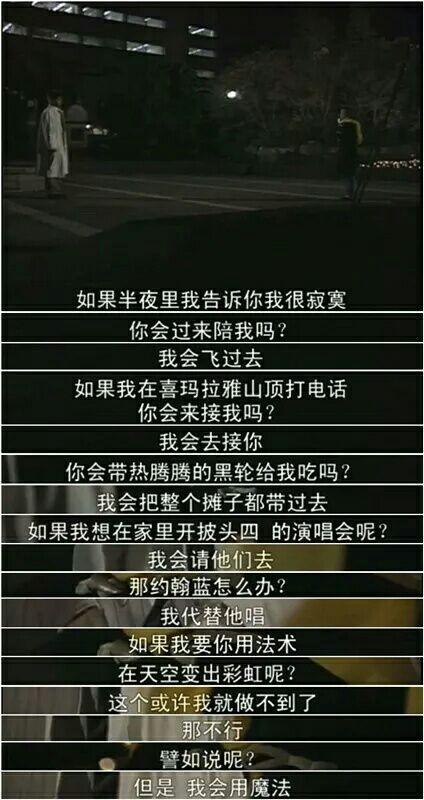 如果半夜里我告诉你我很寂寞
你会过来陪我吗?
我会飞过去
如果我在喜玛拉雅山顶打电话
你会来接我吗?
我会去接你
你会带热腾腾的黑轮给我吃吗?
我会把整个摊子都带过去
如果我想在家里开披头四 的演唱会呢?
我会请他们去
那约翰蓝怎么办?
我代替他唱
如果我要你用法术
在天空变出彩虹呢?
这个或许我就做不到了
那不行
譬如说呢?
但是 我会用魔法